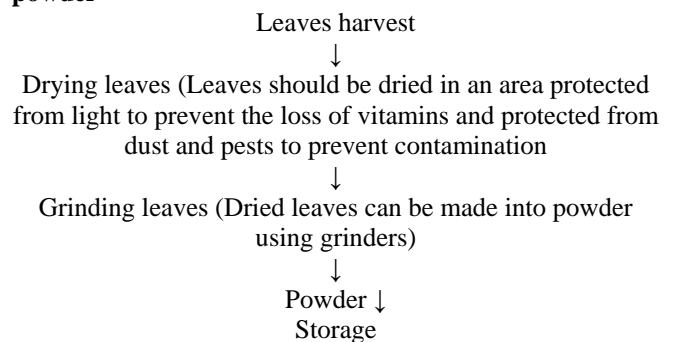 powder
Leaves harvest
↓
Drying leaves (Leaves should be dried in an area protected
from light to prevent the loss of vitamins and protected from
dust and pests to prevent contamination
↓
Grinding leaves (Dried leaves can be made into powder
using grinders)
↓
Powder ↓
Storage